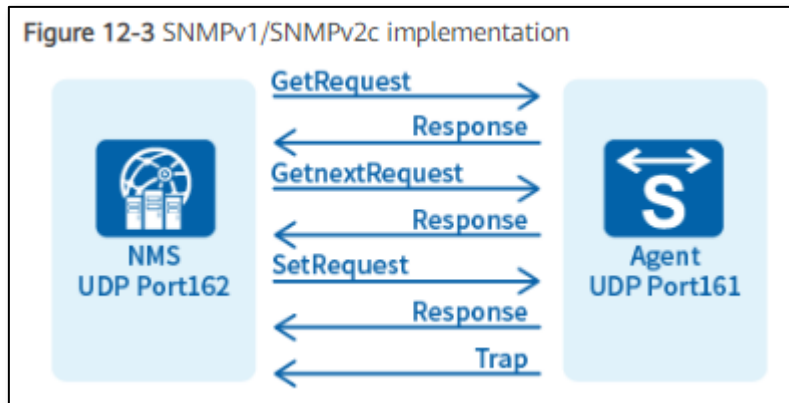 Figure 12-3 SNMPv1/SNMPv2c implementation
GetRequest
Response
GetnextRequest
Response
SetRequest
Response
Trap
NMS
UDP Port162
S
Agent
UDP Port161